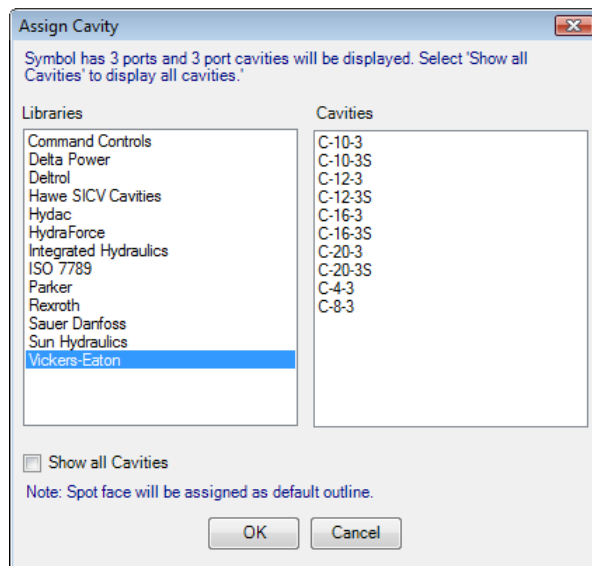 Assign Cavity
Symbol has 3 ports and 3 port cavities will be displayed. Select 'Show all
Cavities' to display all cavities.'
Libraries
Command Controls
Delta Power
Deltrol
Hawe SICV Cavities
Hydac
HydraForce
Integrated Hydraulics
ISO 7789
Parker
Rexroth
Sauer Danfoss
Sun Hydraulics
Vickers-Eaton
Cavities
C-10-3
C-10-3S
C-12-3
C-12-3S
C-16-3
C-16-3S
C-20-3
C-20-3S
C-4-3
C-8-3
Show all Cavities
Note: Spot face will be assigned as default outline.
OK
Cancel